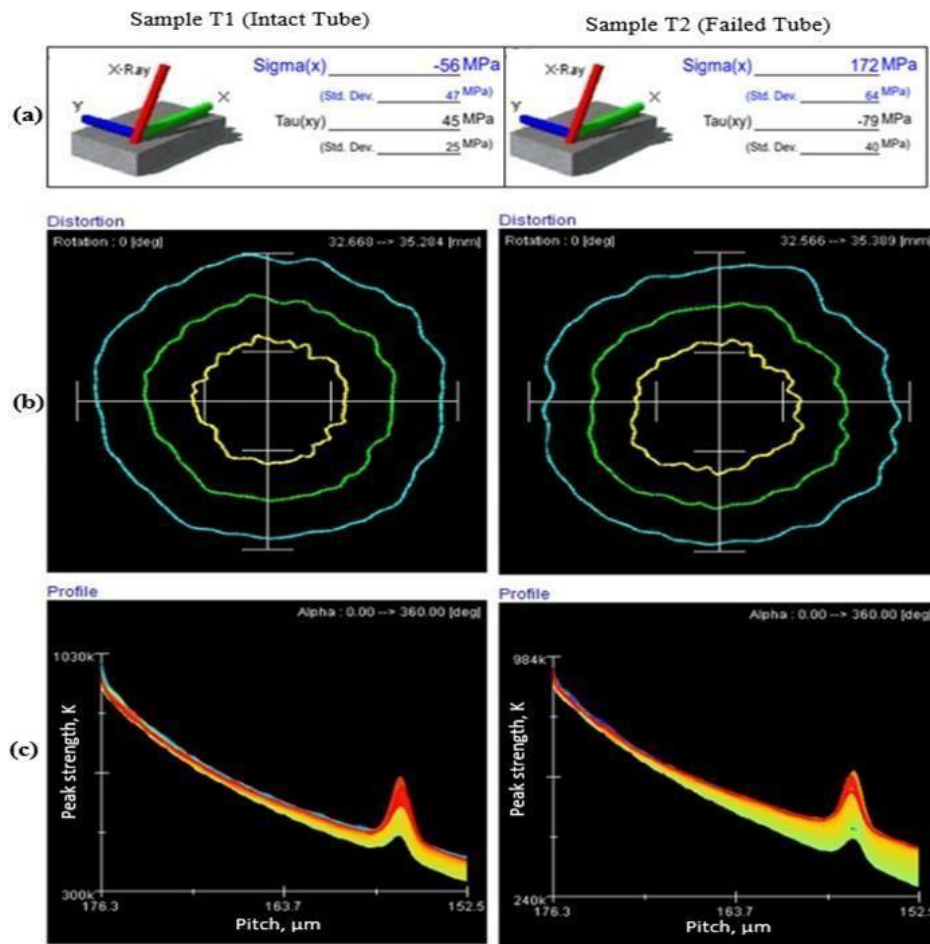 Sample T1 (Intact Tube)
Sample T2 (Failed Tube)
(a)
X-Ray
Y
X
Sigma(x) -56 MPa
(Std. Dev. 47 MPa)
Tau(xy) 45 MPa
(Std. Dev. 25 MPa)
X-Ray
Y
X
Sigma(x) 172 MPa
(Std. Dev. 64 MPa)
Tau(xy) -79 MPa
(Std. Dev. 40 MPa)
(b)
Distortion
Rotation : 0 [deg] 32.668 --> 35.284 [mm]
Distortion
Rotation : 0 [deg] 32.566 --> 35.389 [mm]
(c)
Profile
Alpha : 0.00 --> 360.00 [deg]
1030k
Peak strength, K
300k
176.3 163.7 152.5
Pitch, µm
Profile
Alpha : 0.00 --> 360.00 [deg]
984k
Peak strength, K
240k
176.3 163.7 152.5
Pitch, µm